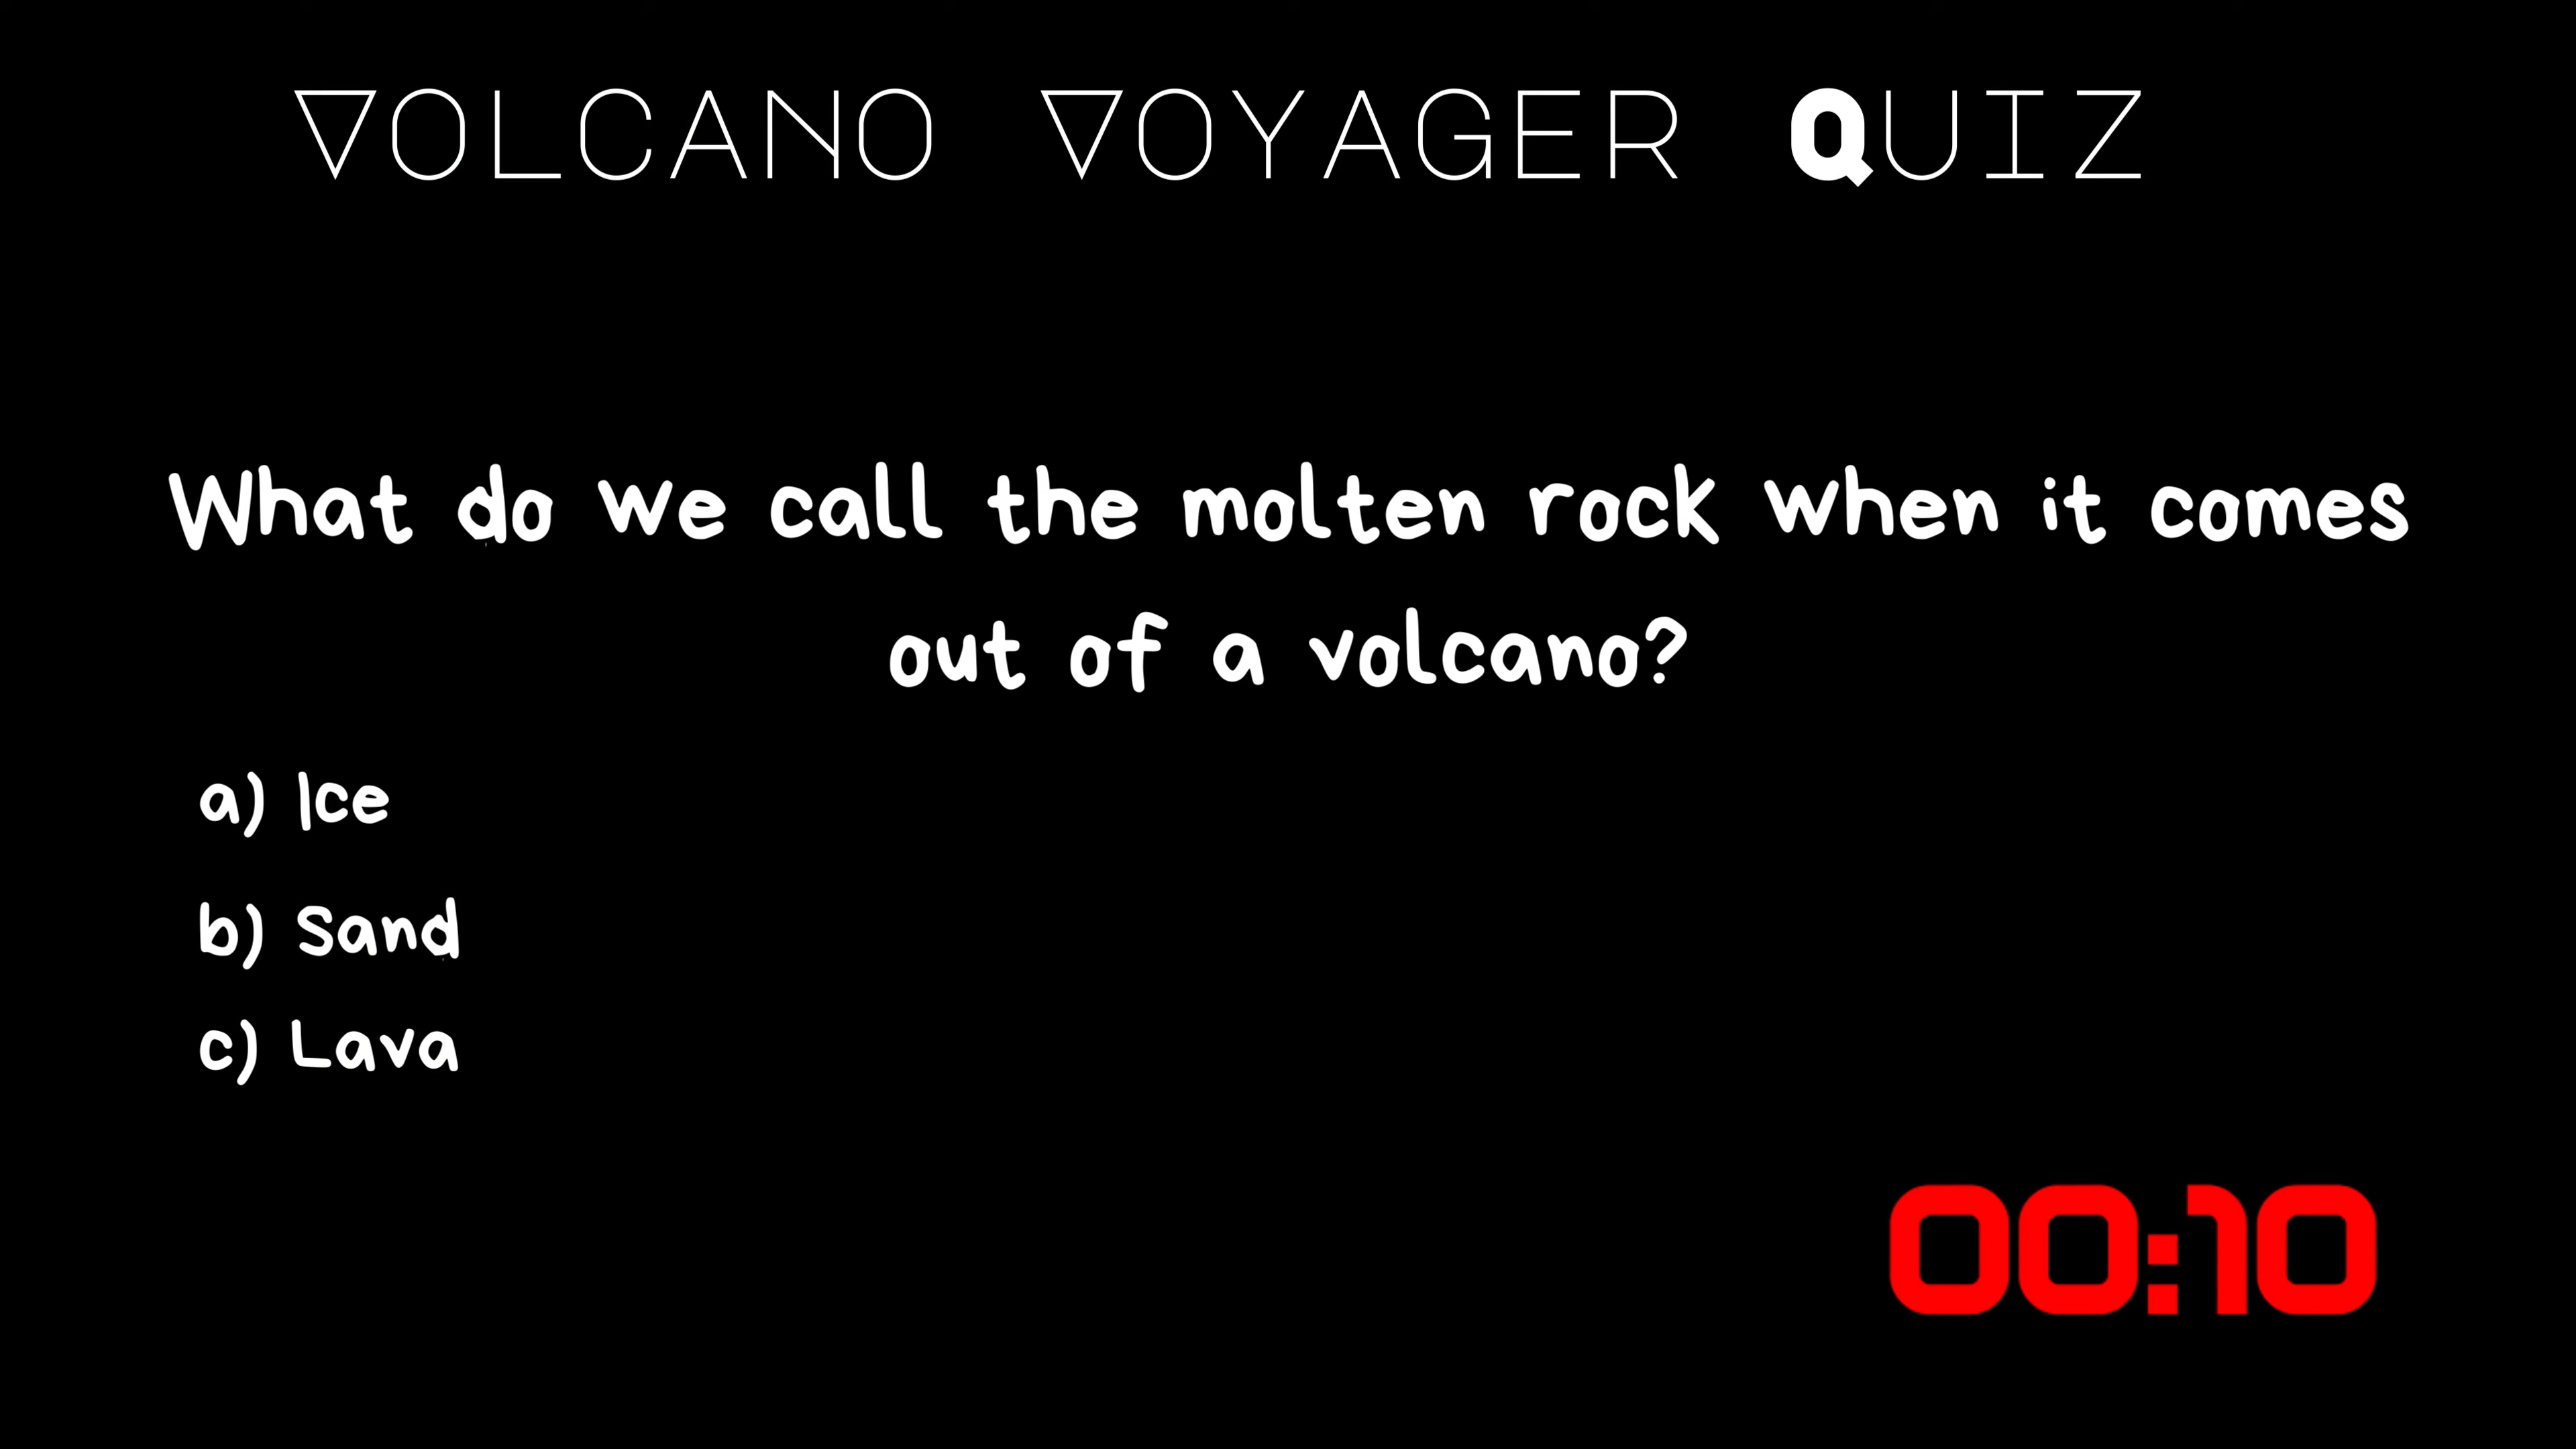 VOLCANO VOYAGER QUIZ
What do we call the molten rock when it comes
out of a volcano?
a) Ice
b) Sand
c) Lava
00:10